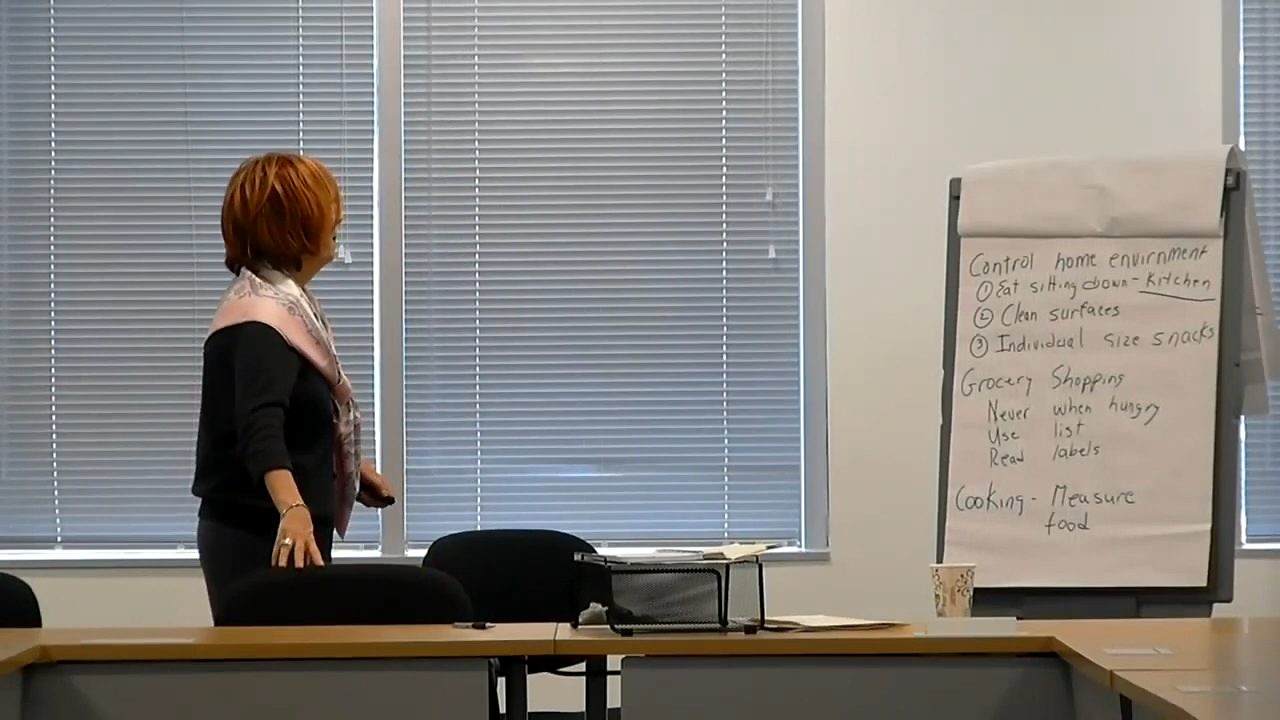 Control home envirnment
① Eat sitting down - Kitchen
② Clean surfaces
③ Individual size snacks
Grocery Shopping
Never when hungry
Use list
Read labels
Cooking - Measure
food